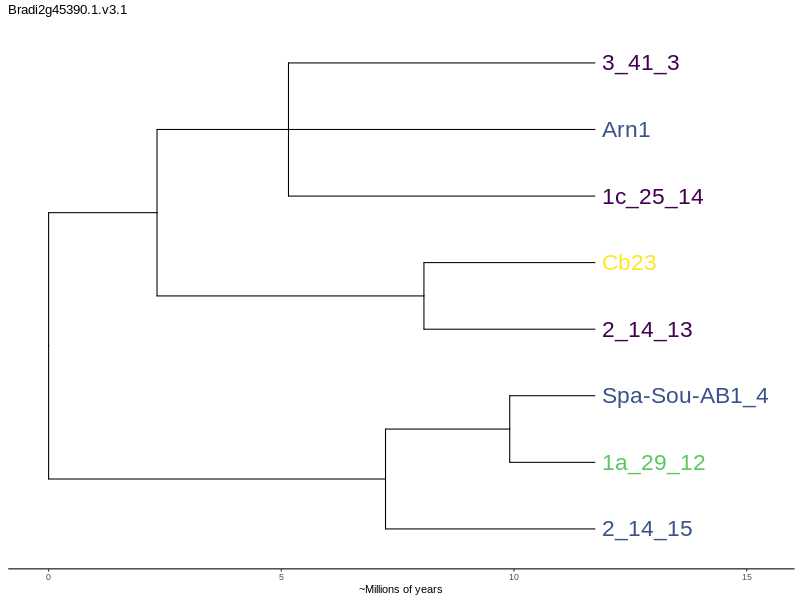 Bradi2g45390.1.v3.1
3_41_3
Arn1
1c_25_14
Cb23
2_14_13
Spa-Sou-AB1_4
1a_29_12
2_14_15
0 5 10 15
~Millions of years